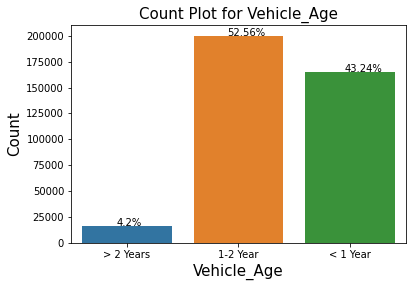 Count Plot for Vehicle_Age
Count
200000
175000
150000
125000
100000
75000
50000
25000
0
4.2%
52.56%
43.24%
> 2 Years
1-2 Year
< 1 Year
Vehicle_Age